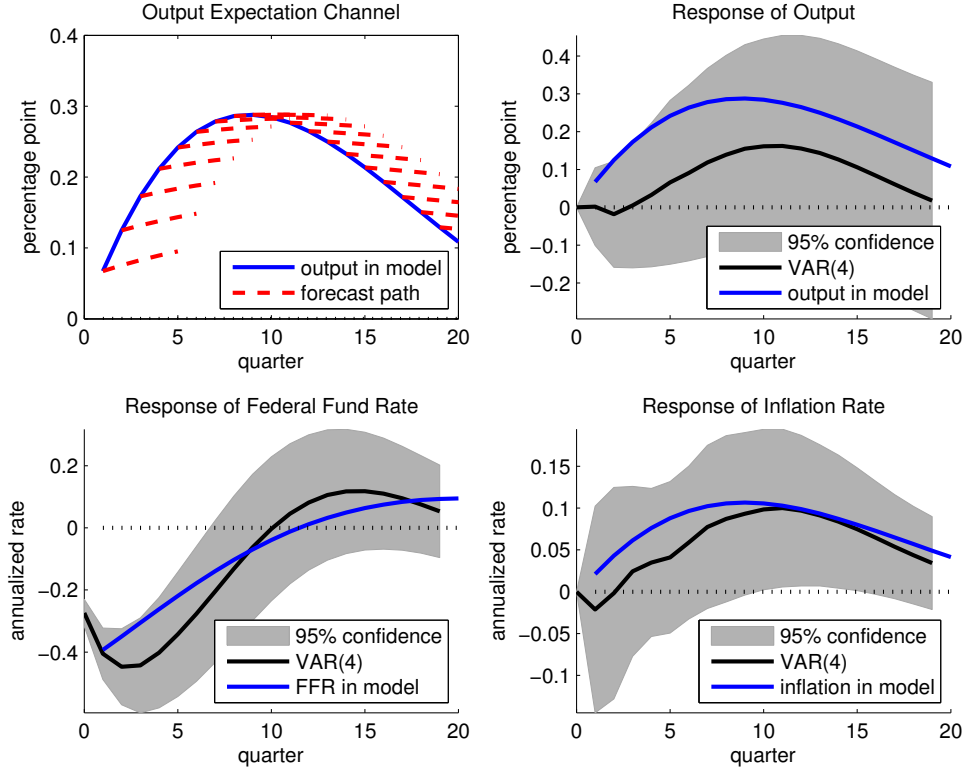 Output Expectation Channel
percentage point
0.4
0.3
0.2
0.1
0
0
5
10
15
20
quarter
output in model
forecast path
Response of Output
percentage point
0.4
0.3
0.2
0.1
0
−0.1
−0.2
0
5
10
15
20
quarter
95% confidence
VAR(4)
output in model
Response of Federal Fund Rate
annualized rate
0.2
0
−0.2
−0.4
0
5
10
15
20
quarter
95% confidence
VAR(4)
FFR in model
Response of Inflation Rate
annualized rate
0.15
0.1
0.05
0
−0.05
−0.1
0
5
10
15
20
quarter
95% confidence
VAR(4)
inflation in model